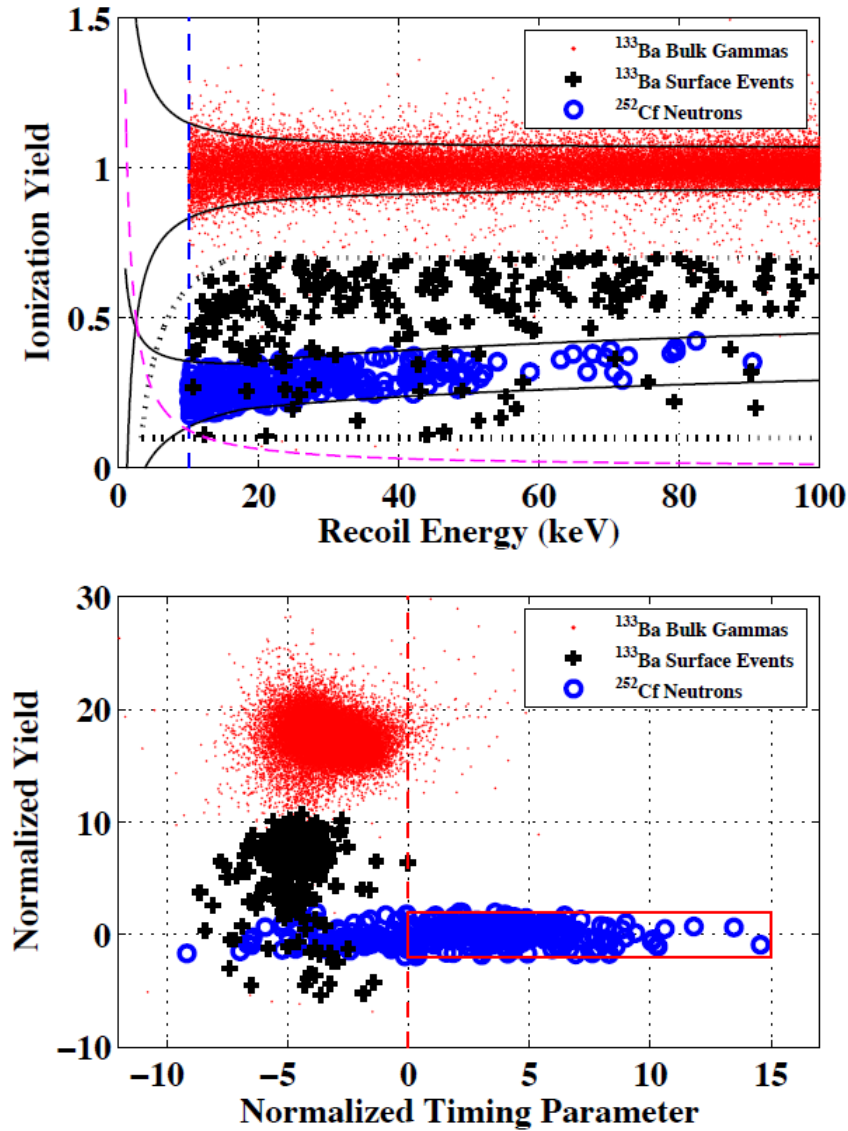 1.5
1
0.5
0
Ionization Yield
¹³³Ba Bulk Gammas
¹³³Ba Surface Events
²⁵²Cf Neutrons
0 20 40 60 80 100
Recoil Energy (keV)
30
20
10
0
−10
Normalized Yield
¹³³Ba Bulk Gammas
¹³³Ba Surface Events
²⁵²Cf Neutrons
−10 −5 0 5 10 15
Normalized Timing Parameter